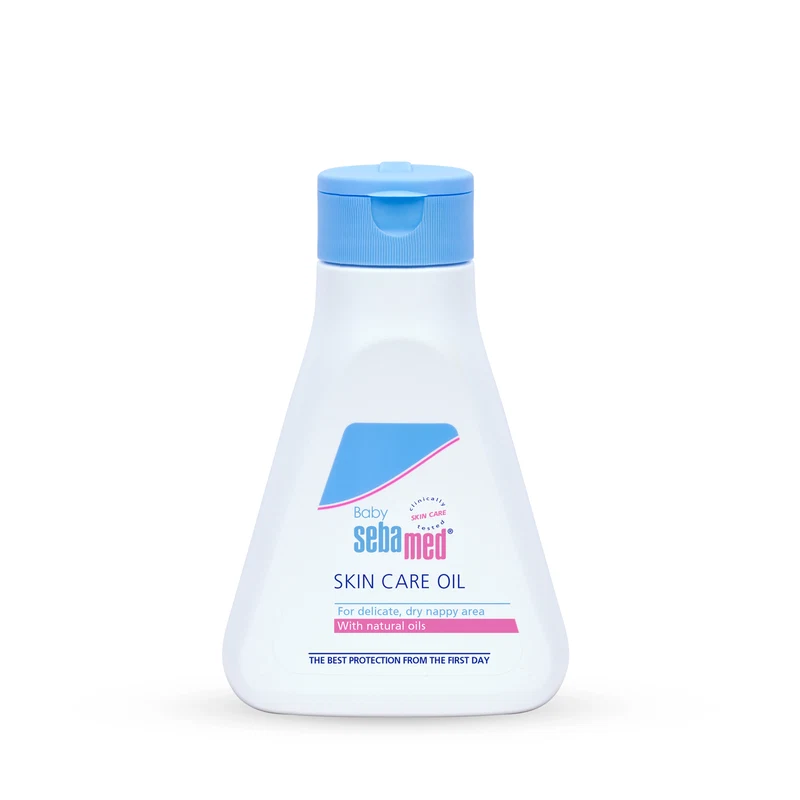 Baby
sebamed®
clinically
SKIN CARE
tested
SKIN CARE OIL
For delicate, dry nappy area
With natural oils
THE BEST PROTECTION FROM THE FIRST DAY